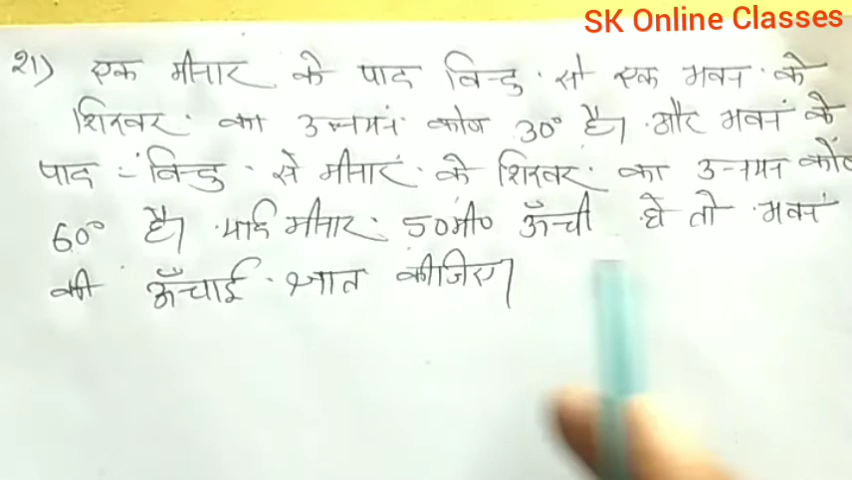 SK Online Classes
21) एक मीनार के पाद बिन्दु से एक भवन के
शिखर का उन्नयन कोण 30° है। और भवन के
पाद बिन्दु से मीनार के शिखर का उन्नयन कोण
60° है। यदि मीनार 50मी० ऊँची हो तो भवन
की ऊँचाई ज्ञात कीजिए।